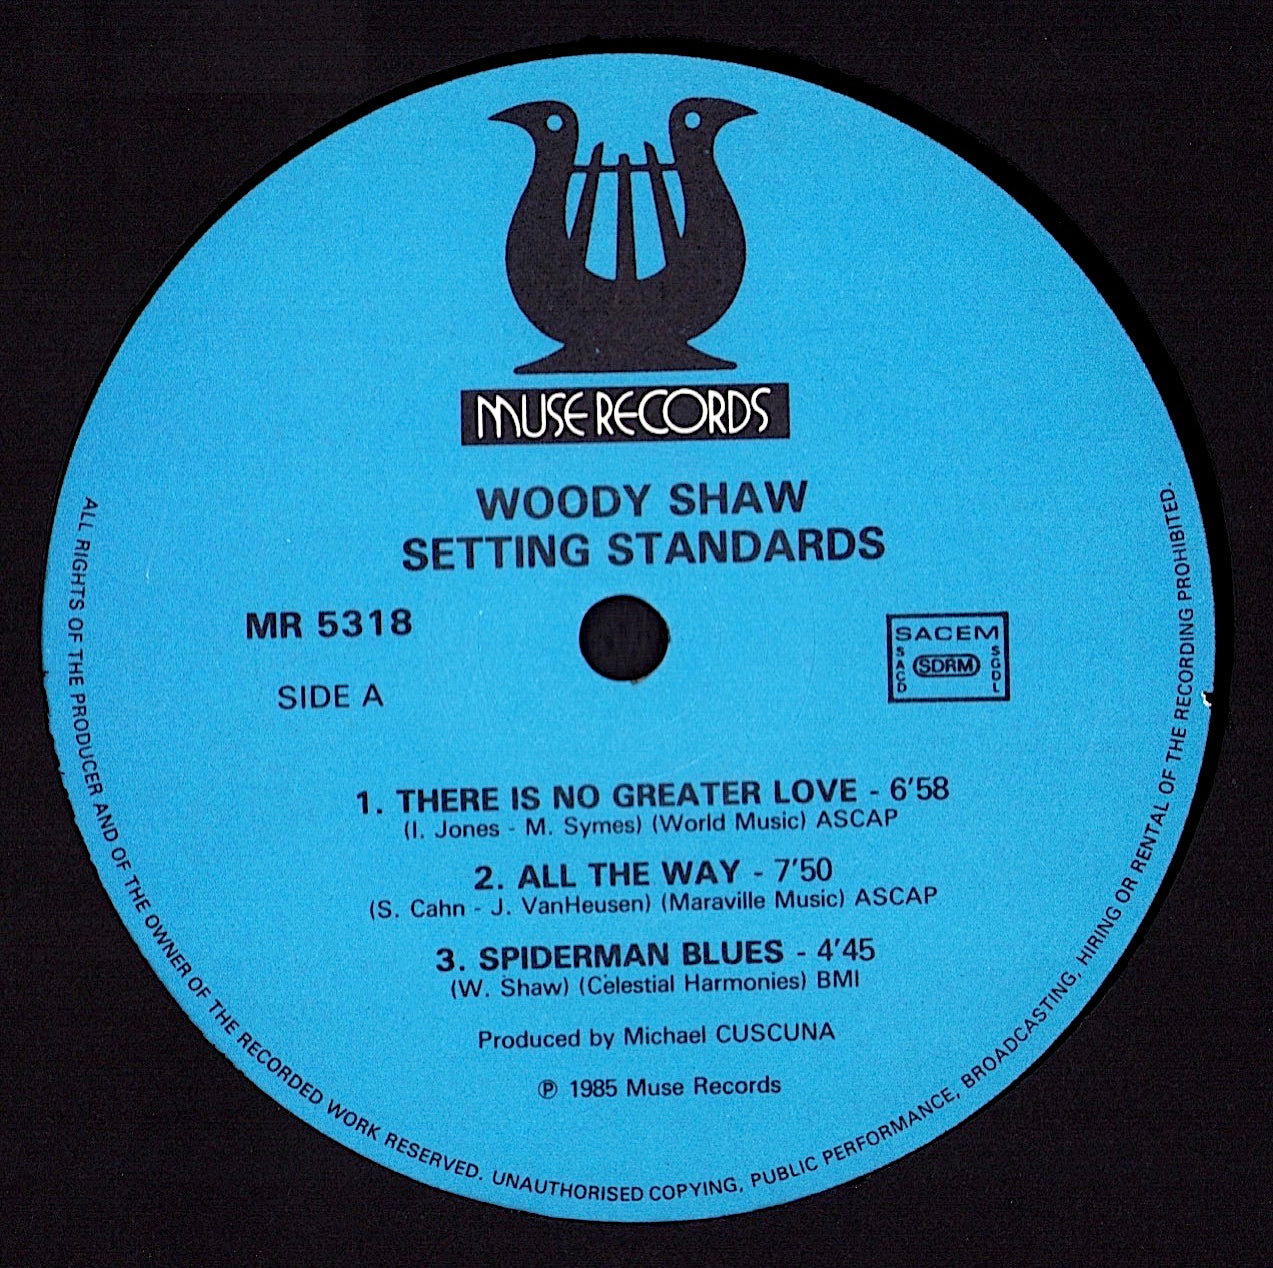 MUSE RECORDS
WOODY SHAW
SETTING STANDARDS
MR 5318
SIDE A
SACEM
SACD
SDRM
SGDL
1. THERE IS NO GREATER LOVE - 6'58
(I. Jones - M. Symes) (World Music) ASCAP
2. ALL THE WAY - 7'50
(S. Cahn - J. VanHeusen) (Maraville Music) ASCAP
3. SPIDERMAN BLUES - 4'45
(W. Shaw) (Celestial Harmonies) BMI
Produced by Michael CUSCUNA
℗ 1985 Muse Records
ALL RIGHTS OF THE PRODUCER AND OF THE OWNER OF THE RECORDED WORK RESERVED. UNAUTHORISED COPYING, PUBLIC PERFORMANCE, BROADCASTING, HIRING OR RENTAL OF THE RECORDING PROHIBITED.